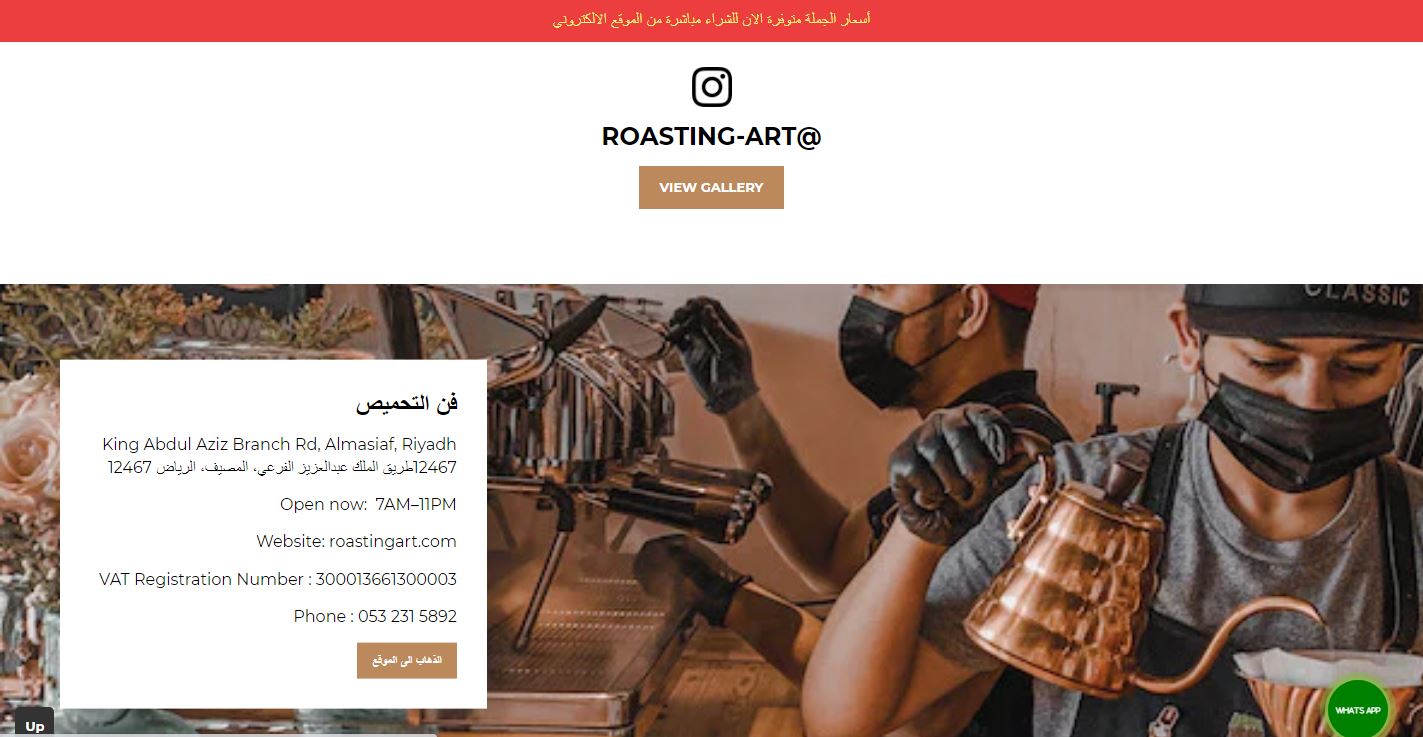 أسعار الجملة متوفرة الان للشراء مباشرة من الموقع الالكتروني
ROASTING-ART@
VIEW GALLERY
CLASSIC
فن التحميص
King Abdul Aziz Branch Rd, Almasiaf, Riyadh
12467طريق الملك عبدالعزيز الفرعي، المصيف، الرياض 12467
Open now:  7AM–11PM
Website: roastingart.com
VAT Registration Number : 300013661300003
Phone : 053 231 5892
الذهاب الى الموقع
Up
WHATS APP